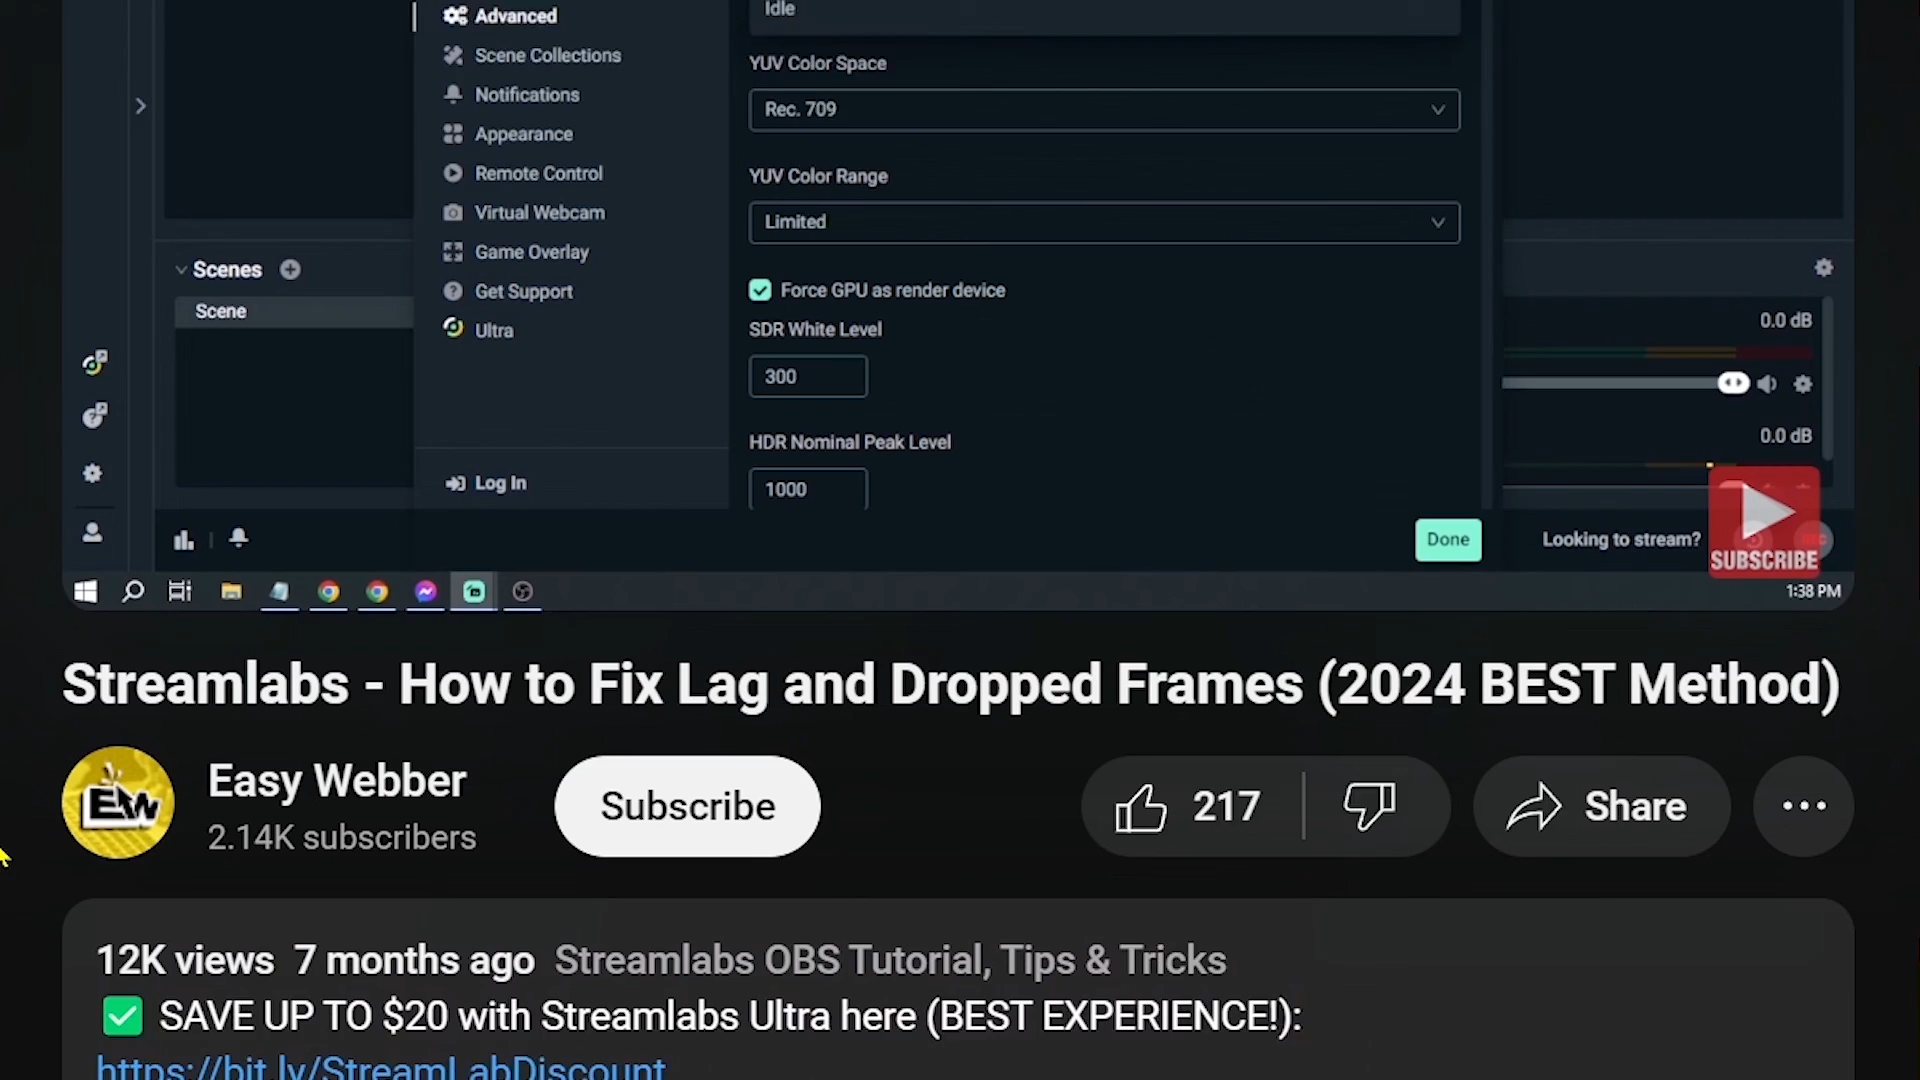 Advanced
Idle
Scene Collections
YUV Color Space
Notifications
Rec. 709
Appearance
Remote Control
YUV Color Range
Virtual Webcam
Limited
Game Overlay
Scenes
Get Support
Force GPU as render device
Scene
Ultra
SDR White Level
0.0 dB
300
HDR Nominal Peak Level
0.0 dB
Log In
1000
Done
Looking to stream?
SUBSCRIBE
1:38 PM
Streamlabs - How to Fix Lag and Dropped Frames (2024 BEST Method)
EW
Easy Webber
2.14K subscribers
Subscribe
217
Share
12K views 7 months ago Streamlabs OBS Tutorial, Tips & Tricks
✅ SAVE UP TO $20 with Streamlabs Ultra here (BEST EXPERIENCE!):
https://bit.ly/StreamLabDiscount